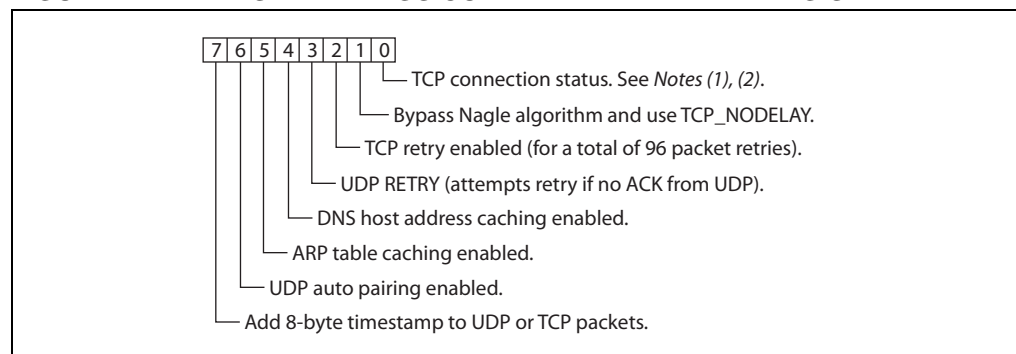 7 6 5 4 3 2 1 0
TCP connection status. See Notes (1), (2).
Bypass Nagle algorithm and use TCP_NODELAY.
TCP retry enabled (for a total of 96 packet retries).
UDP RETRY (attempts retry if no ACK from UDP).
DNS host address caching enabled.
ARP table caching enabled.
UDP auto pairing enabled.
Add 8-byte timestamp to UDP or TCP packets.